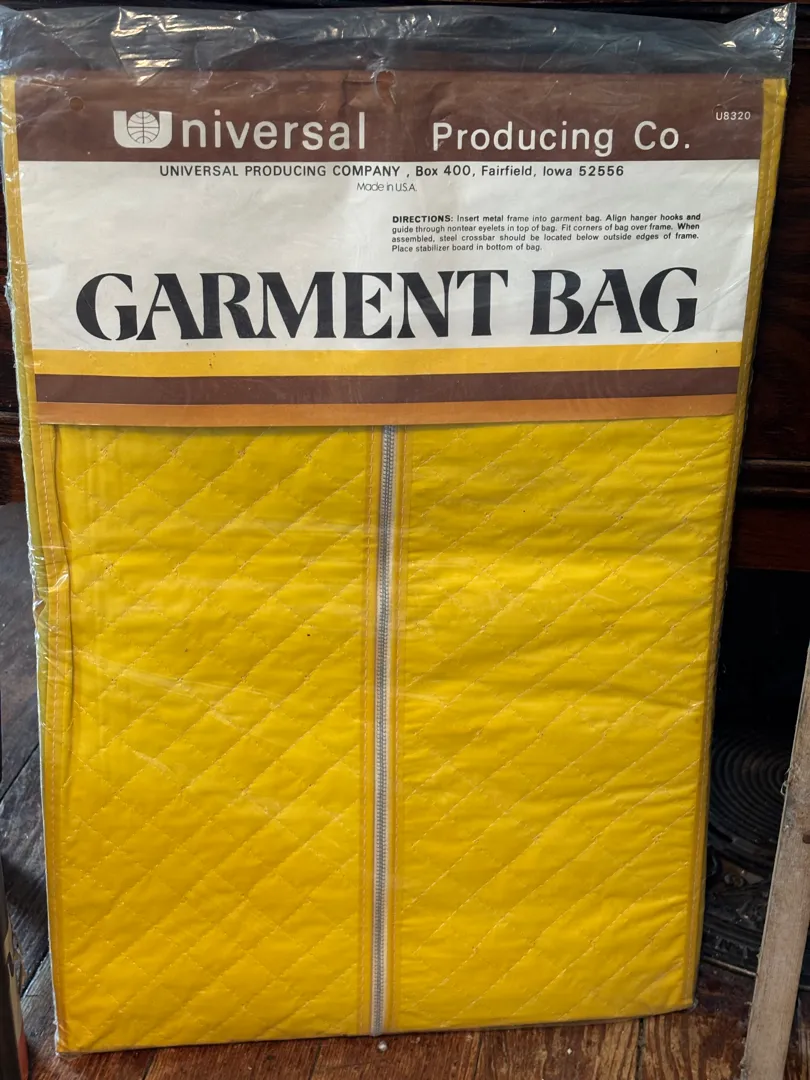 Universal Producing Co.
U8320
UNIVERSAL PRODUCING COMPANY , Box 400, Fairfield, Iowa 52556
Made in U.S.A.
DIRECTIONS: Insert metal frame into garment bag. Align hanger hooks and
guide through nontear eyelets in top of bag. Fit corners of bag over frame. When
assembled, steel crossbar should be located below outside edges of frame.
Place stabilizer board in bottom of bag.
GARMENT BAG